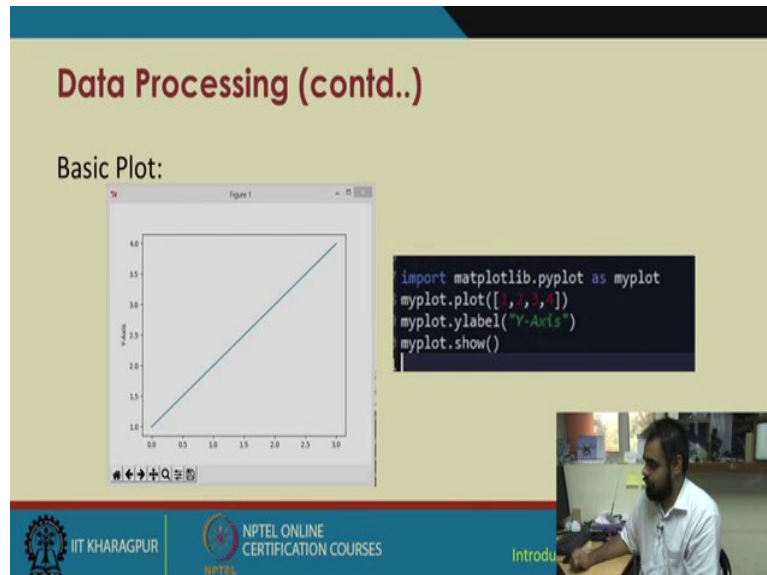 Data Processing (contd..)
Basic Plot:
Figure 1
4.0
3.5
3.0
2.5
2.0
1.5
1.0
Y-Axis
0.0 0.5 1.0 1.5 2.0 2.5 3.0
import matplotlib.pyplot as myplot
myplot.plot([1,2,3,4])
myplot.ylabel("Y-Axis")
myplot.show()
IIT KHARAGPUR
NPTEL
NPTEL ONLINE
CERTIFICATION COURSES
Introdu